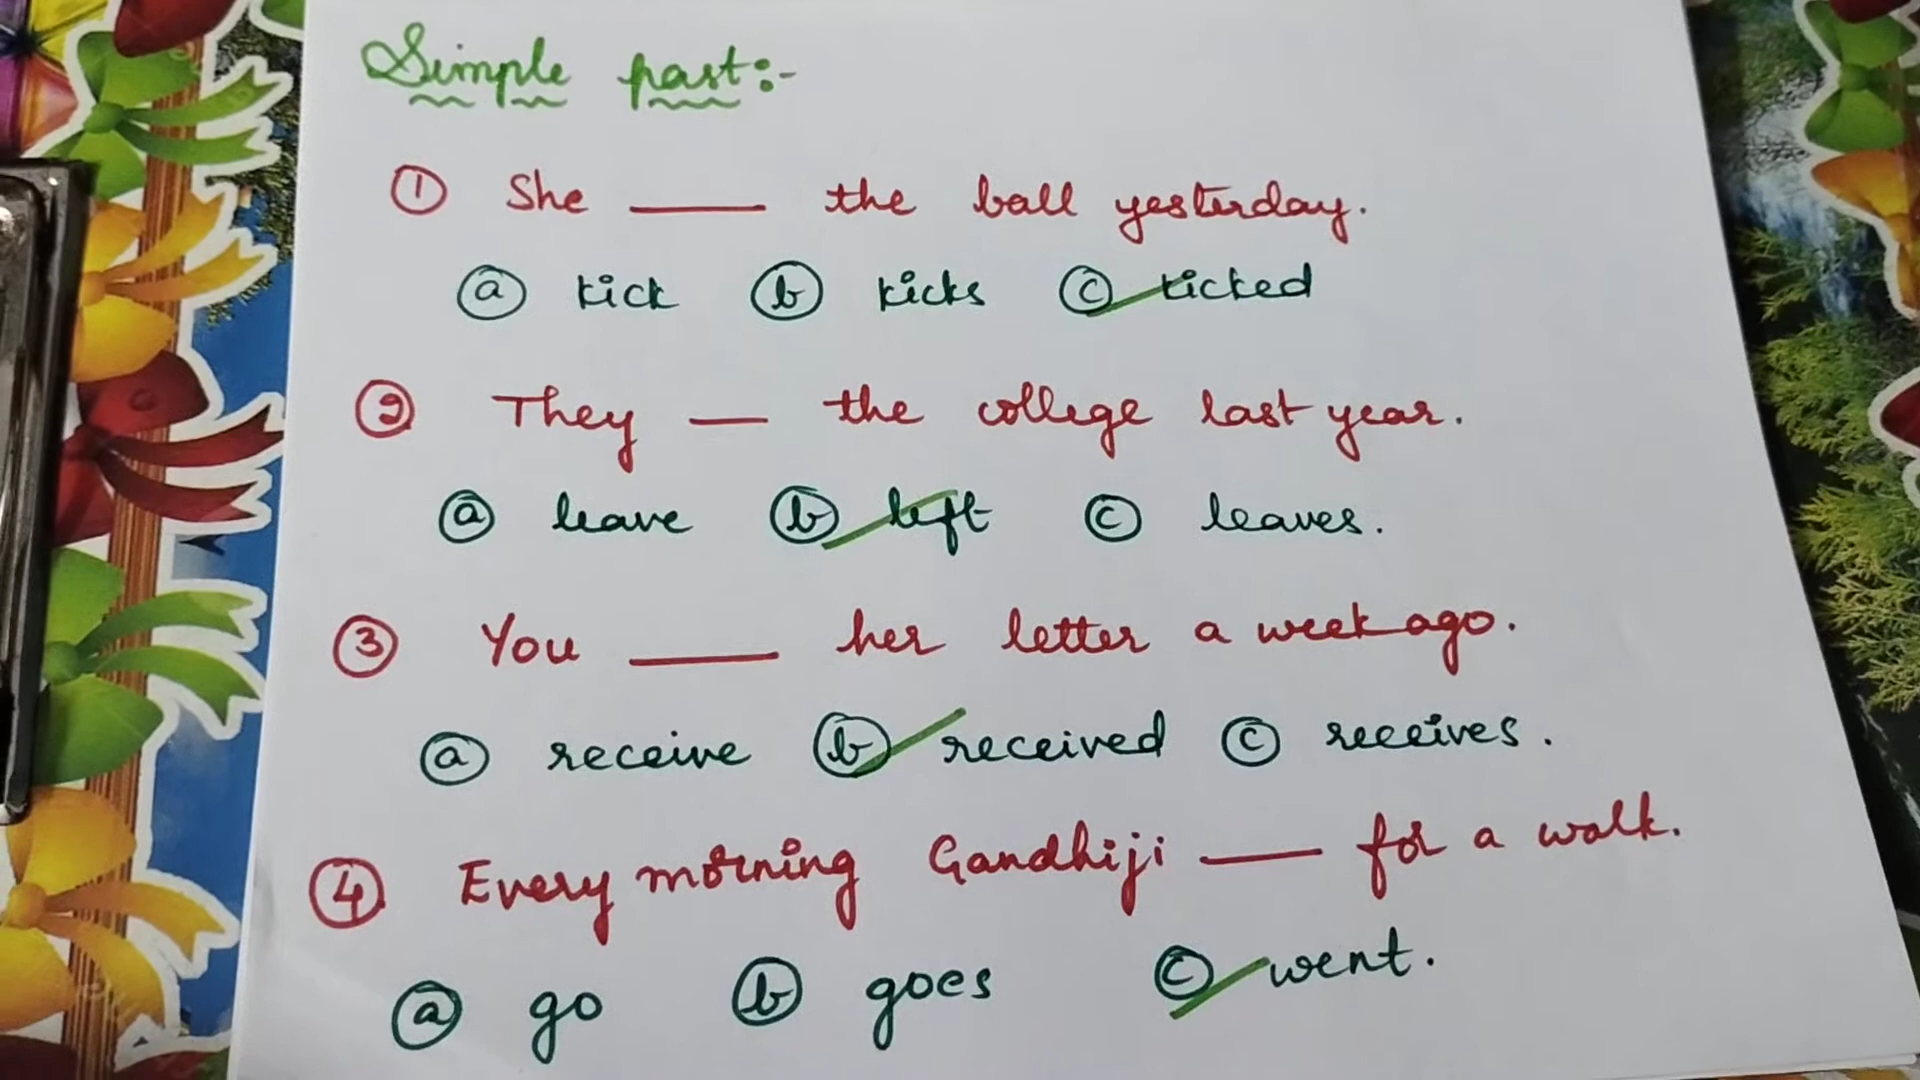 Simple past:-
① She ____ the ball yesterday.
ⓐ kick ⓑ kicks ⓒ kicked
② They __ the college last year.
ⓐ leave ⓑ left ⓒ leaves.
③ You ____ her letter a week ago.
ⓐ receive ⓑ received ⓒ receives.
④ Every morning Gandhiji ___ for a walk.
ⓐ go ⓑ goes ⓒ went.